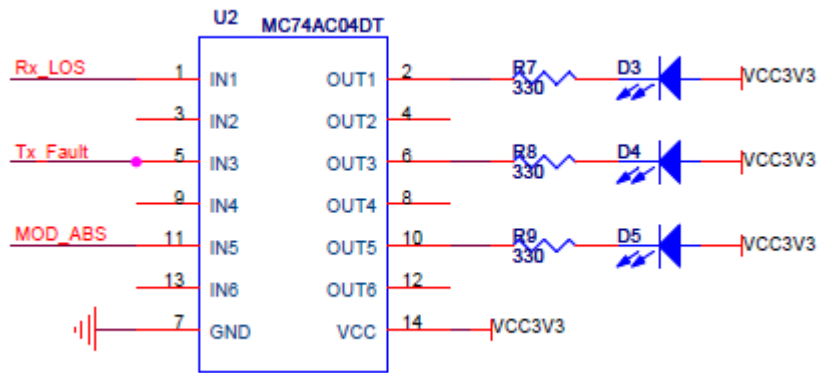 U2 MC74AC04DT
Rx_LOS 1 IN1 OUT1 2 R7 330 D3 VCC3V3
3 IN2 OUT2 4
Tx_Fault 5 IN3 OUT3 6 R8 330 D4 VCC3V3
9 IN4 OUT4 8
MOD_ABS 11 IN5 OUT5 10 R9 330 D5 VCC3V3
13 IN6 OUT6 12
7 GND VCC 14 VCC3V3